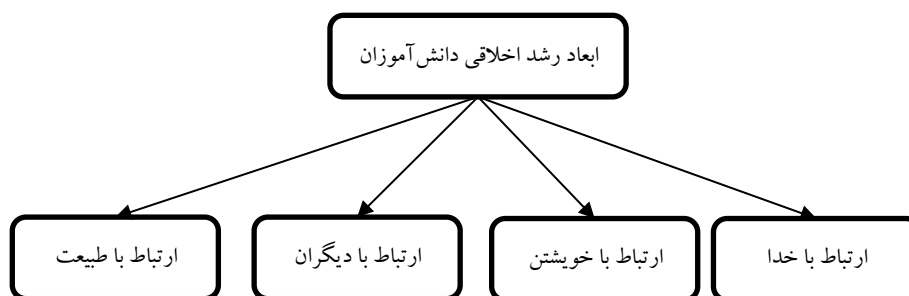 ابعاد رشد اخلاقی دانش‌آموزان
ارتباط با خدا
ارتباط با خویشتن
ارتباط با دیگران
ارتباط با طبیعت